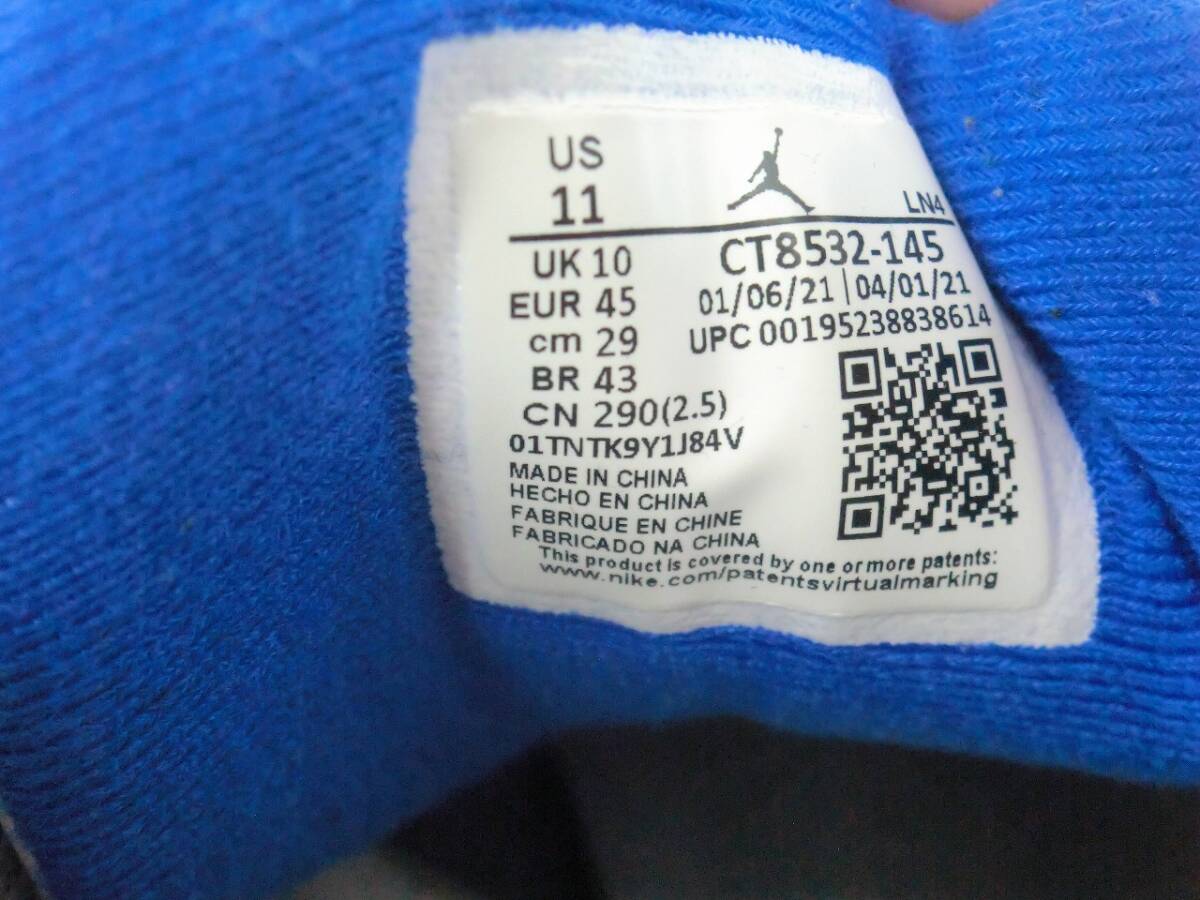 US
11
LN4
UK 10
EUR 45
cm 29
BR 43
CN 290(2.5)
CT8532-145
01/06/21 | 04/01/21
UPC 00195238838614
01TNTK9Y1J84V
MADE IN CHINA
HECHO EN CHINA
FABRIQUE EN CHINE
FABRICADO NA CHINA
This product is covered by one or more patents:
www.nike.com/patentsvirtualmarking